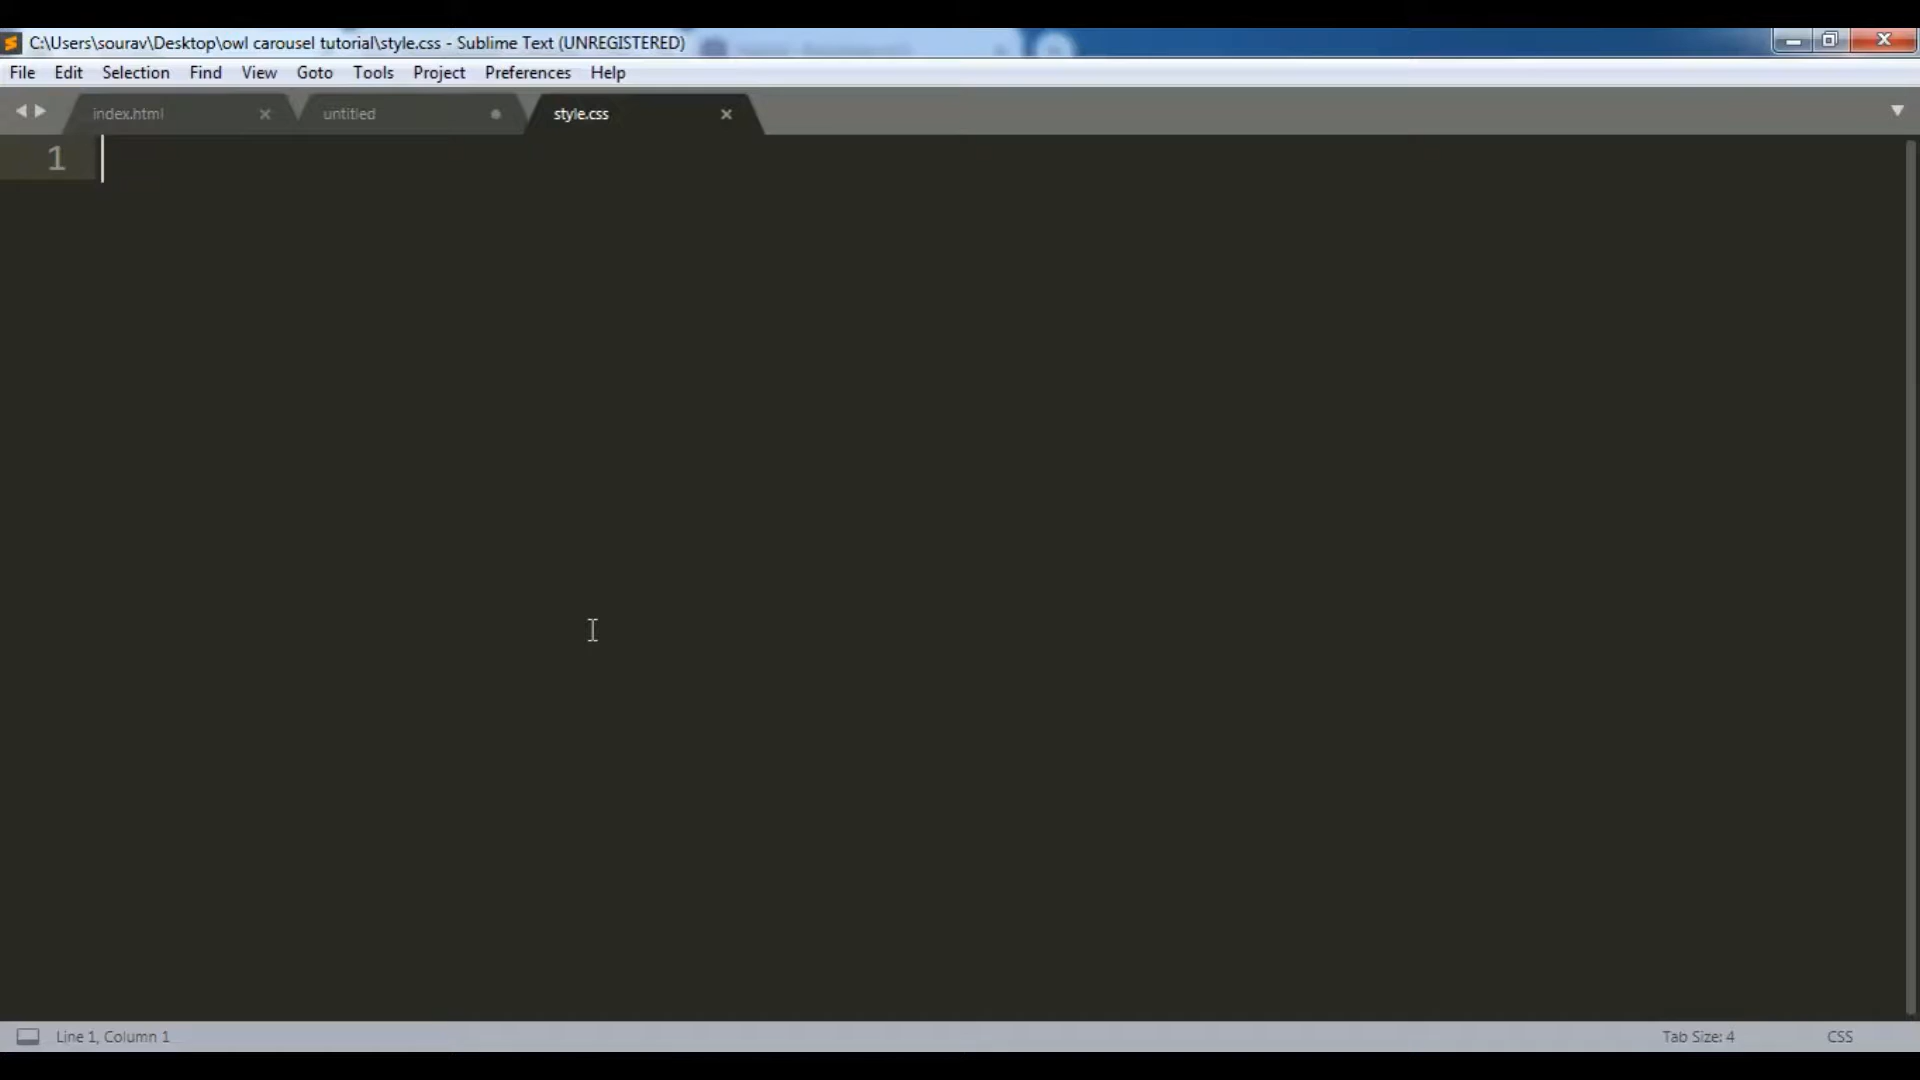 C:\Users\sourav\Desktop\owl carousel tutorial\style.css - Sublime Text (UNREGISTERED)
File Edit Selection Find View Goto Tools Project Preferences Help
index.html untitled style.css
1
Line 1, Column 1 Tab Size: 4 CSS